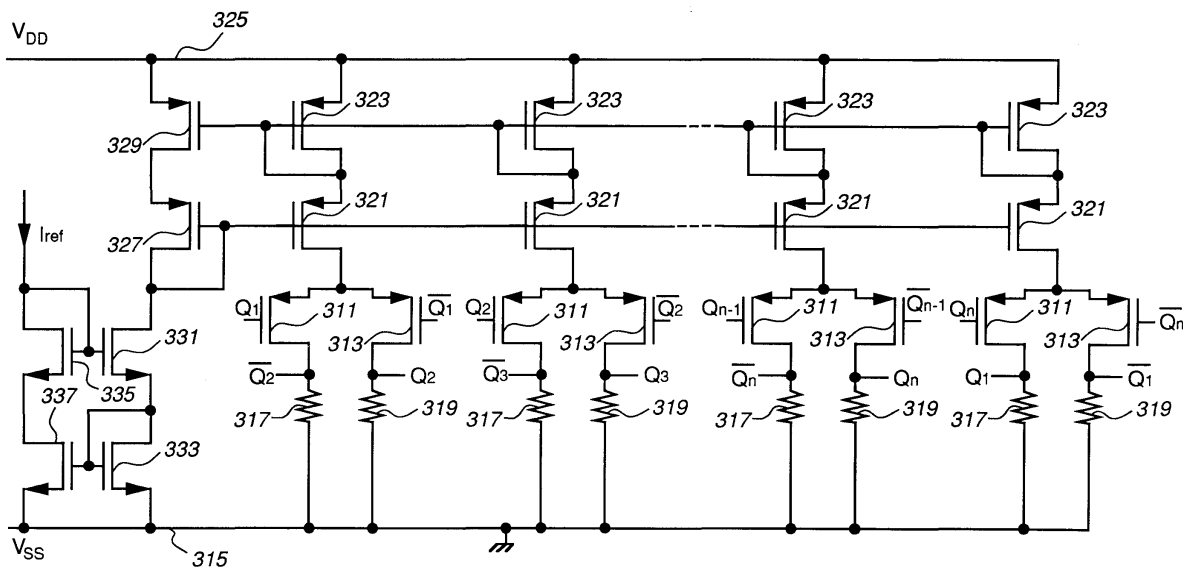 V_DD
325
323
323
323
323
329
321
321
321
321
327
I_ref
Q1
311
Q̅1̅
Q2
311
Q̅2̅
Qn-1
311
Q̅n-1̅
Qn
311
Q̅n̅
331
313
313
313
313
Q̅2̅
Q2
Q̅3̅
Q3
Q̅n̅
Qn
Q1
Q̅1̅
335
337
317
319
317
319
317
319
317
319
333
V_SS
315